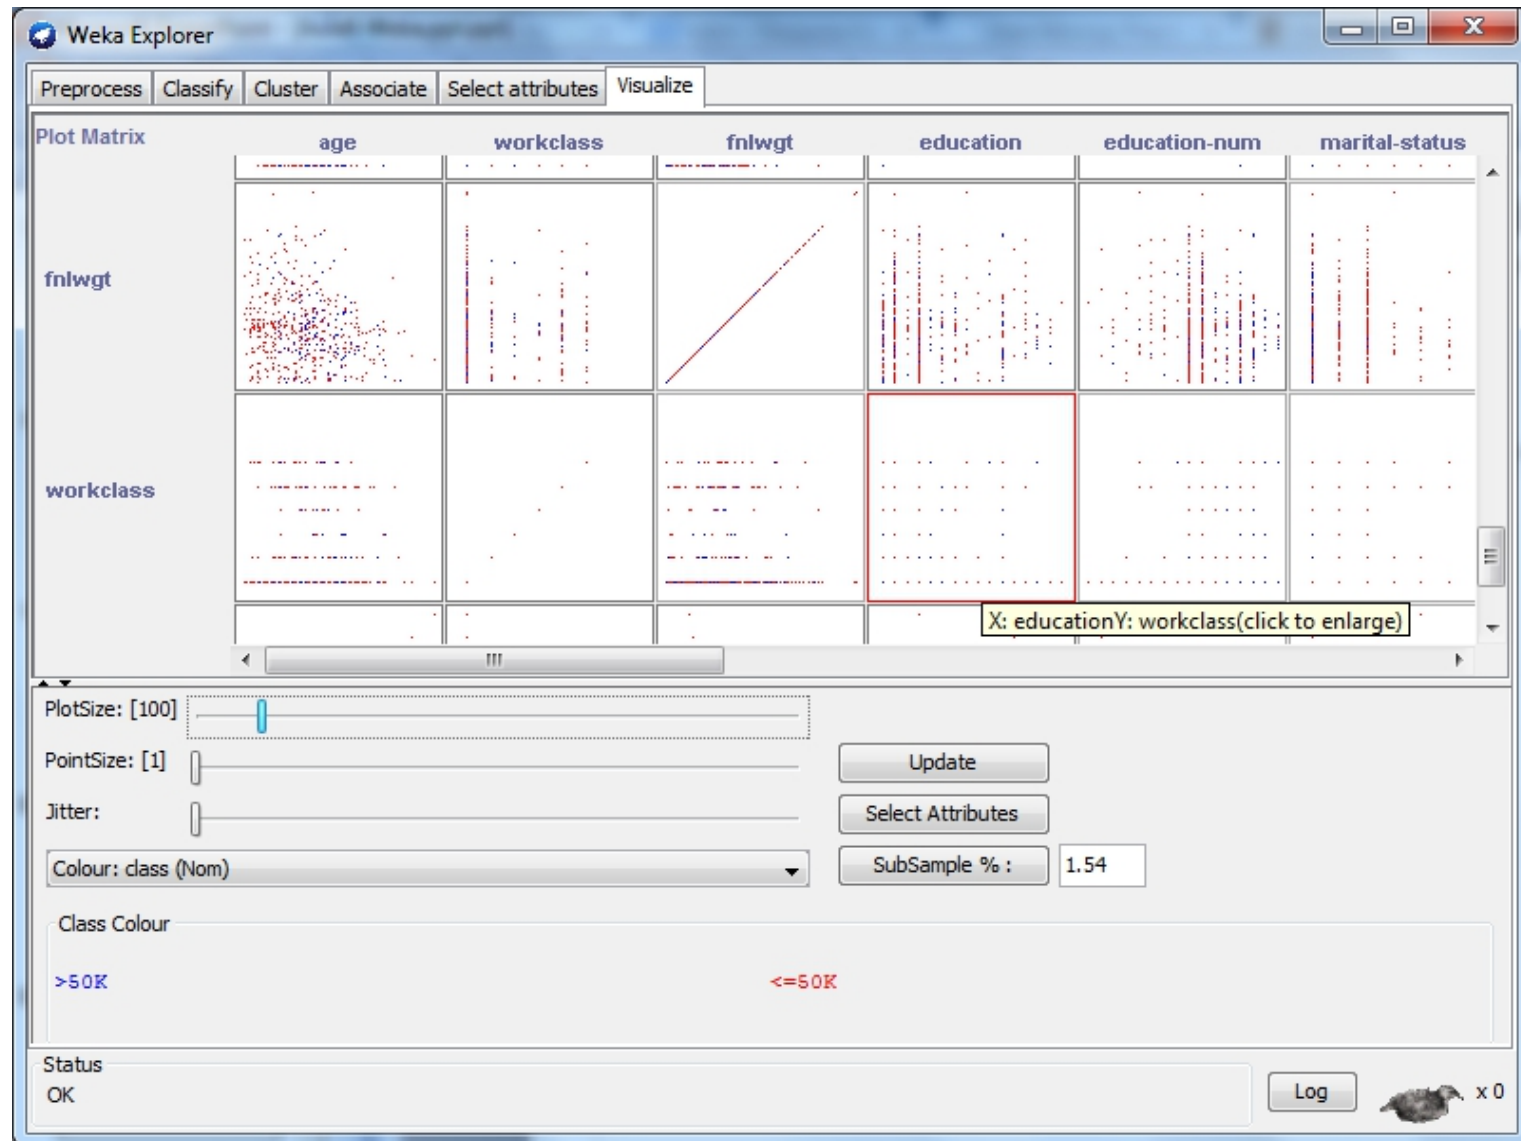 Weka Explorer
Preprocess Classify Cluster Associate Select attributes Visualize
Plot Matrix age workclass fnlwgt education education-num marital-status
fnlwgt
workclass
X: educationY: workclass(click to enlarge)
PlotSize: [100]
PointSize: [1]
Update
Jitter:
Select Attributes
Colour: class (Nom)
SubSample % : 1.54
Class Colour
>50K <=50K
Status
OK
Log x 0